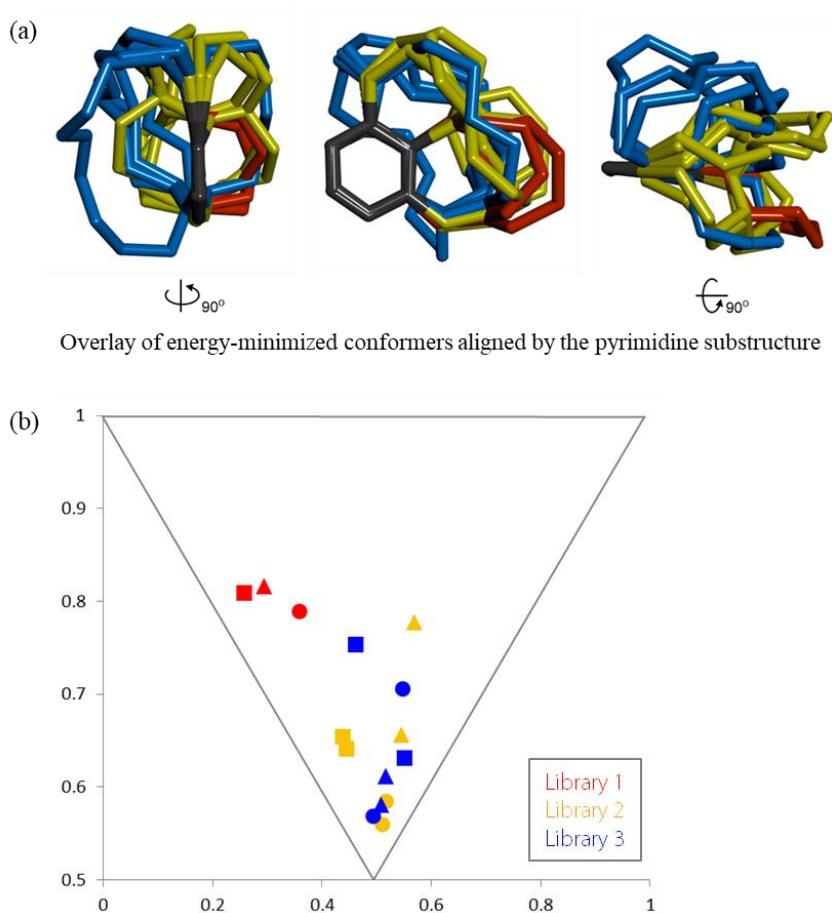 (a)
90°
90°
Overlay of energy-minimized conformers aligned by the pyrimidine substructure
(b)
1
0.9
0.8
0.7
0.6
0.5
0
0.2
0.4
0.6
0.8
1
Library 1
Library 2
Library 3